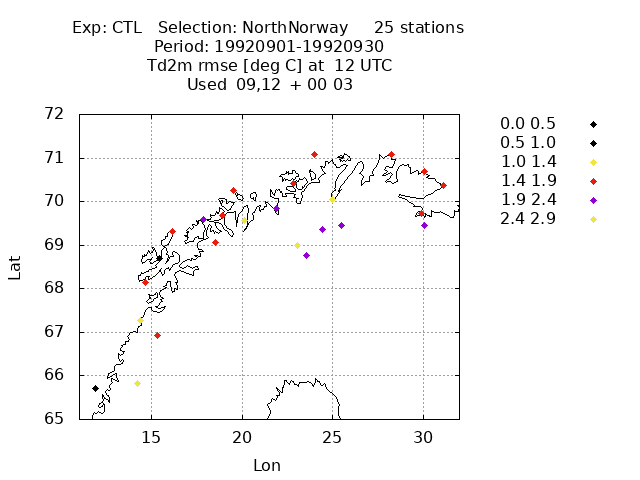 Exp: CTL Selection: NorthNorway 25 stations
Period: 19920901-19920930
Td2m rmse [deg C] at 12 UTC
Used 09,12 + 00 03
72
71
70
69
68
67
66
65
15 20 25 30
Lat
Lon
0.0 0.5
0.5 1.0
1.0 1.4
1.4 1.9
1.9 2.4
2.4 2.9